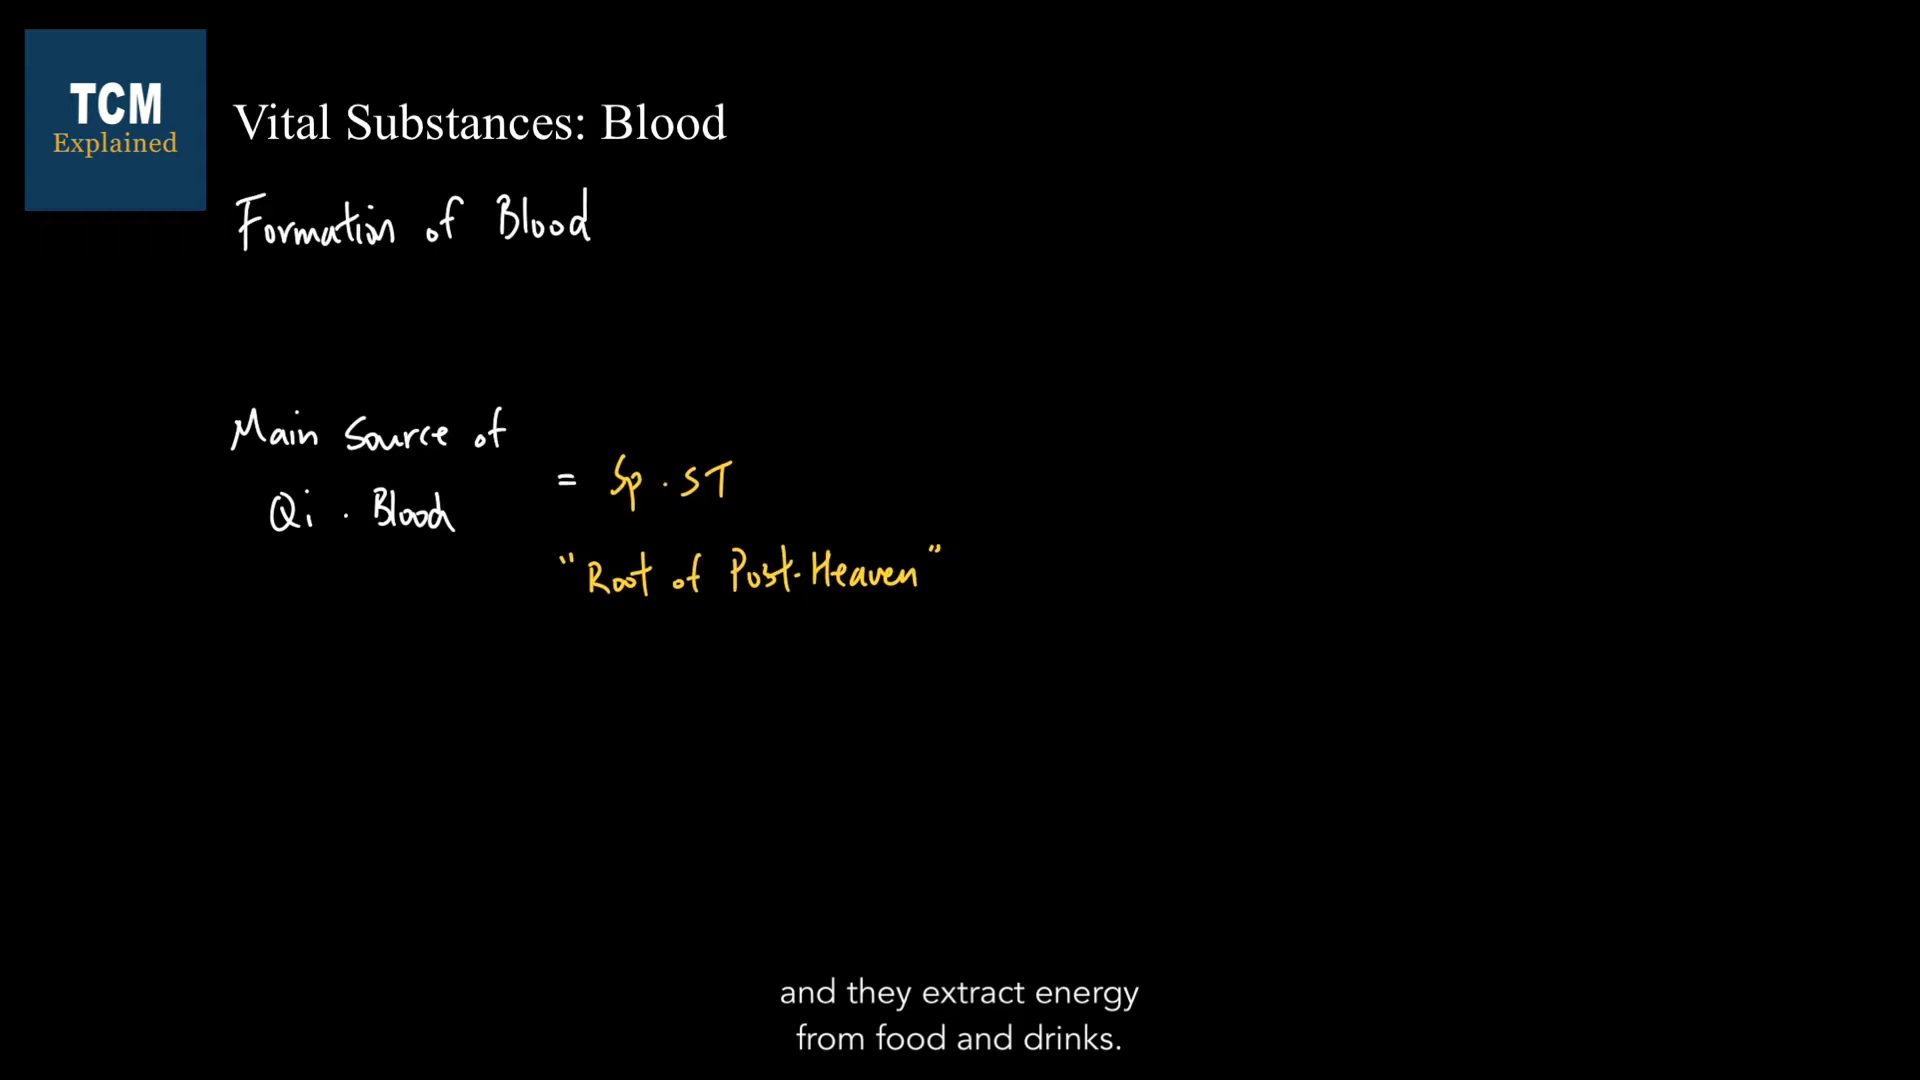 TCM
Explained
Vital Substances: Blood
Formation of Blood
Main Source of
Qi · Blood
= Sp · ST
"Root of Post-Heaven"
and they extract energy
from food and drinks.